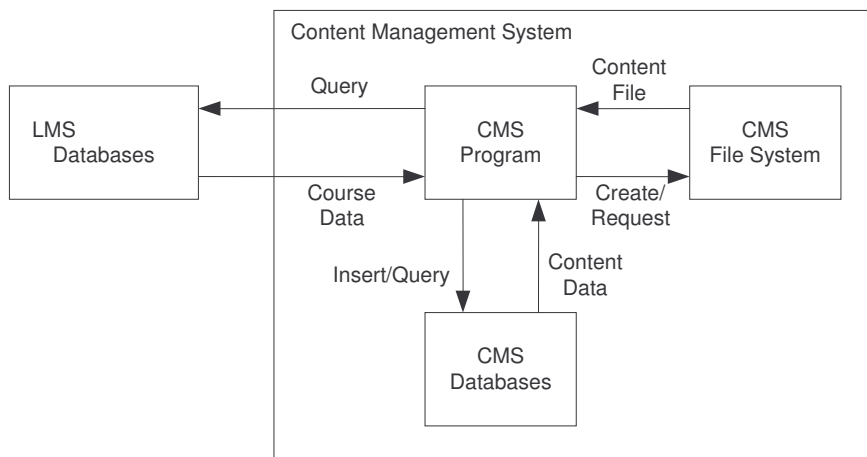 Content Management System
Query
Content
File
LMS
Databases
CMS
Program
CMS
File System
Course
Data
Create/
Request
Insert/Query
Content
Data
CMS
Databases